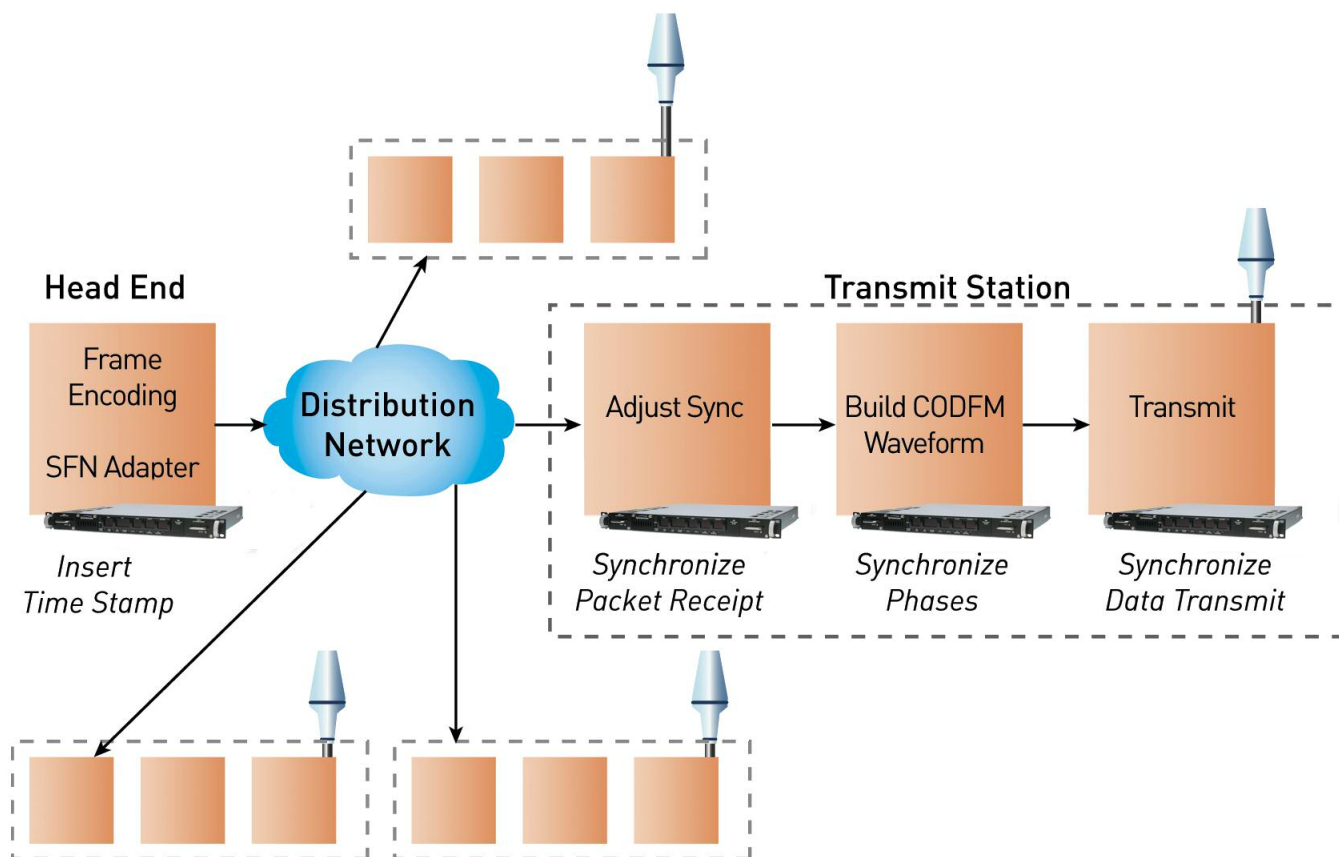 Head End
Frame
Encoding
SFN Adapter
Insert
Time Stamp
Distribution
Network
Transmit Station
Adjust Sync
Synchronize
Packet Receipt
Build CODFM
Waveform
Synchronize
Phases
Transmit
Synchronize
Data Transmit